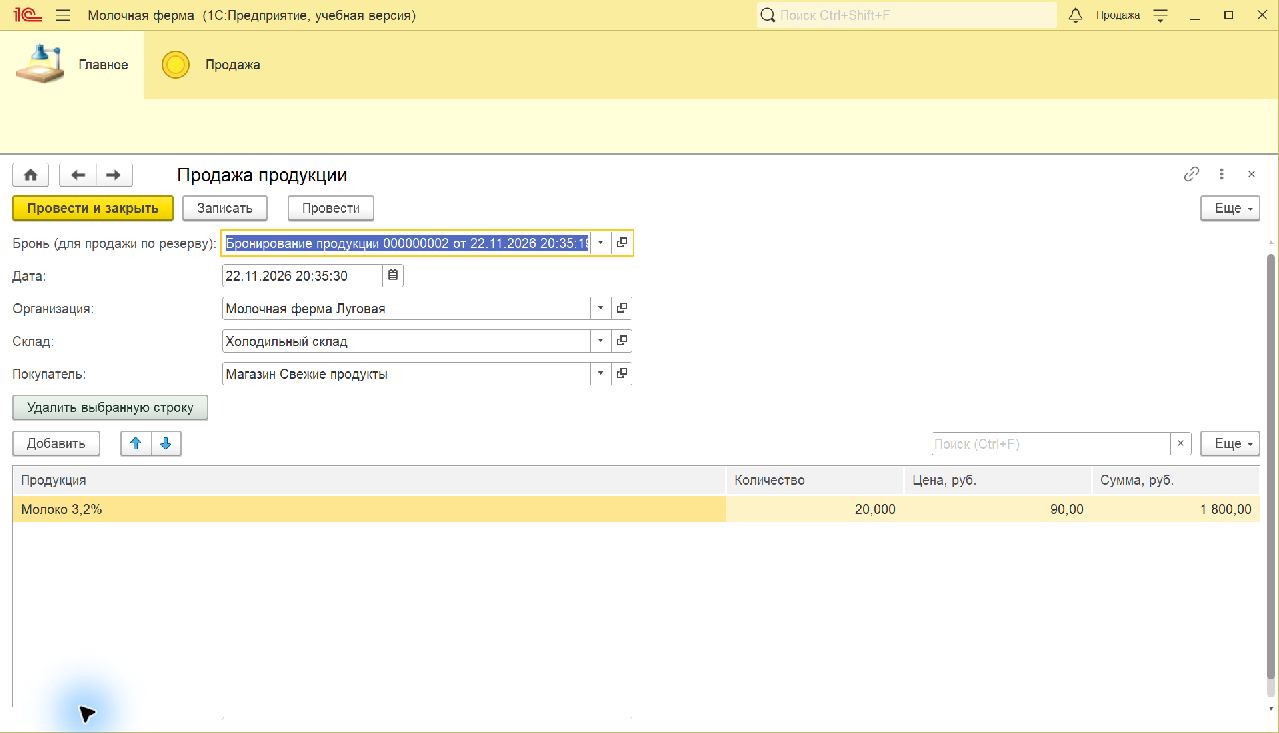 1С Молочная ферма (1С:Предприятие, учебная версия) Поиск Ctrl+Shift+F Продажа
Главное Продажа
Продажа продукции
Провести и закрыть Записать Провести Еще
Бронь (для продажи по резерву): Бронирование продукции 000000002 от 22.11.2026 20:35:1
Дата: 22.11.2026 20:35:30
Организация: Молочная ферма Луговая
Склад: Холодильный склад
Покупатель: Магазин Свежие продукты
Удалить выбранную строку
Добавить Поиск (Ctrl+F) × Еще
Продукция Количество Цена, руб. Сумма, руб.
Молоко 3,2% 20,000 90,00 1 800,00